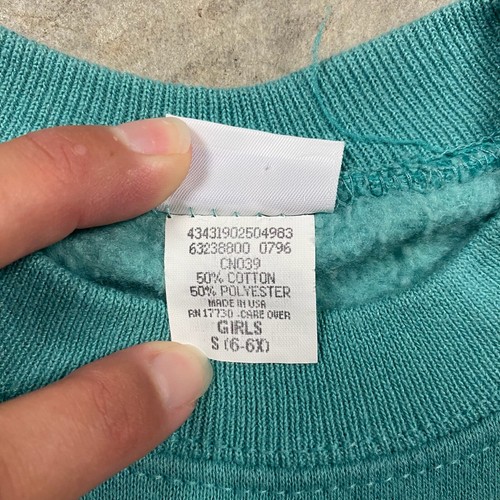 43431902504983
63238800 0796
CN039
50% COTTON
50% POLYESTER
MADE IN USA
RN 17730 - CARE OVER
GIRLS
S (6-6X)